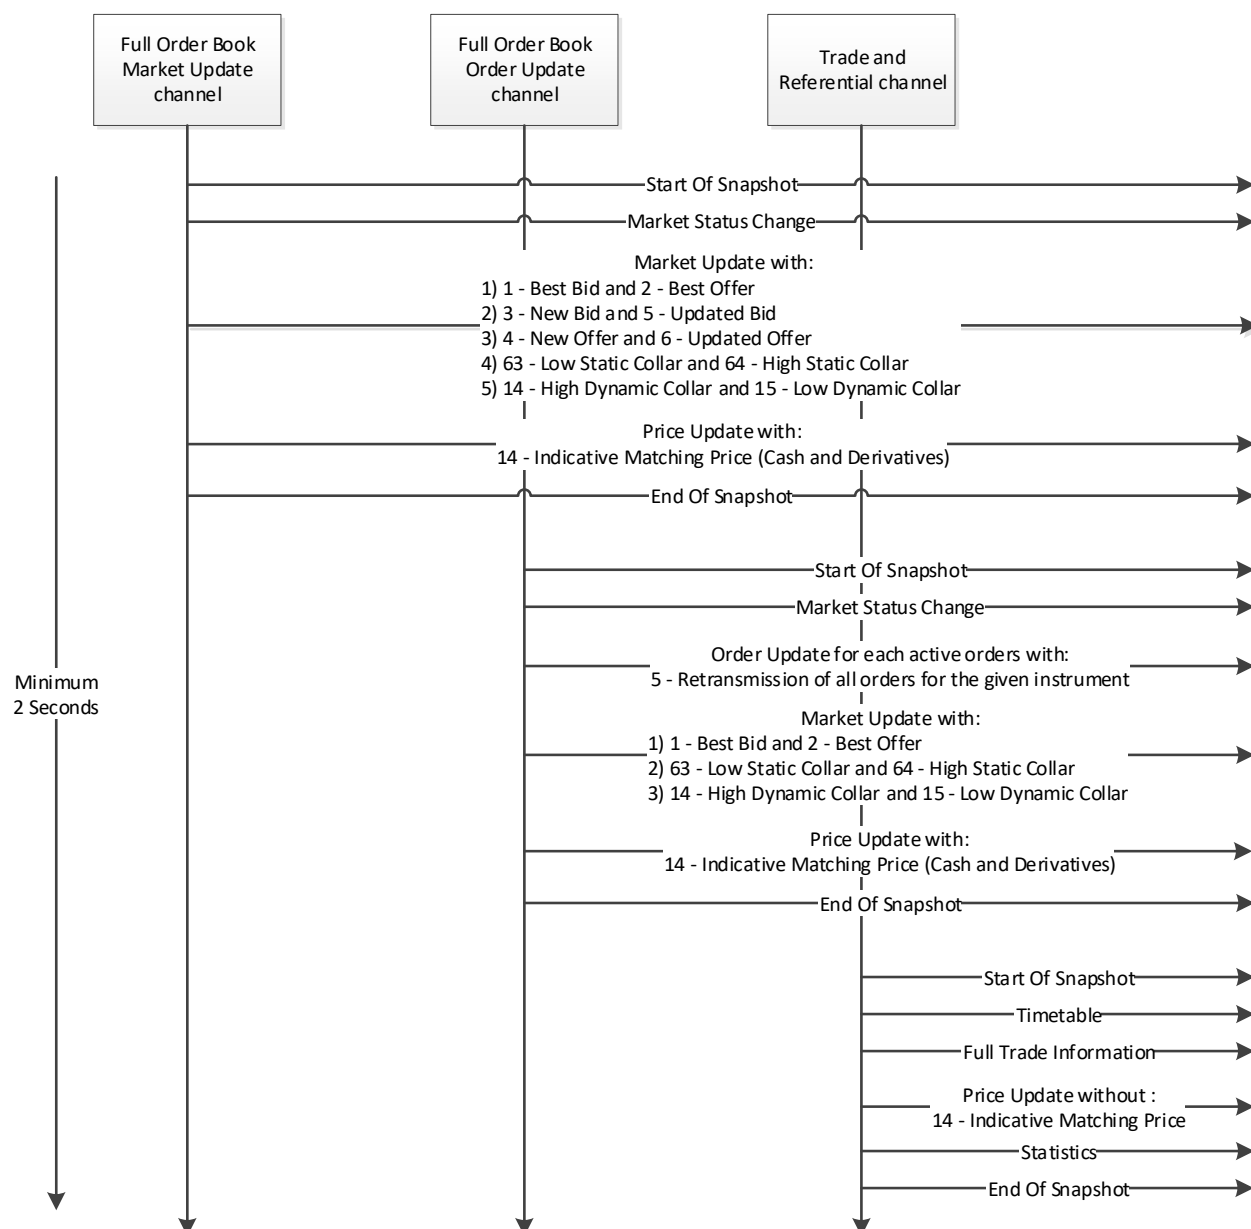 Full Order Book
Market Update
channel
Full Order Book
Order Update
channel
Trade and
Referential channel
Start Of Snapshot
Market Status Change
Market Update with:
1) 1 - Best Bid and 2 - Best Offer
2) 3 - New Bid and 5 - Updated Bid
3) 4 - New Offer and 6 - Updated Offer
4) 63 - Low Static Collar and 64 - High Static Collar
5) 14 - High Dynamic Collar and 15 - Low Dynamic Collar
Price Update with:
14 - Indicative Matching Price (Cash and Derivatives)
End Of Snapshot
Start Of Snapshot
Market Status Change
Order Update for each active orders with:
5 - Retransmission of all orders for the given instrument
Minimum
2 Seconds
Market Update with:
1) 1 - Best Bid and 2 - Best Offer
2) 63 - Low Static Collar and 64 - High Static Collar
3) 14 - High Dynamic Collar and 15 - Low Dynamic Collar
Price Update with:
14 - Indicative Matching Price (Cash and Derivatives)
End Of Snapshot
Start Of Snapshot
Timetable
Full Trade Information
Price Update without :
14 - Indicative Matching Price
Statistics
End Of Snapshot